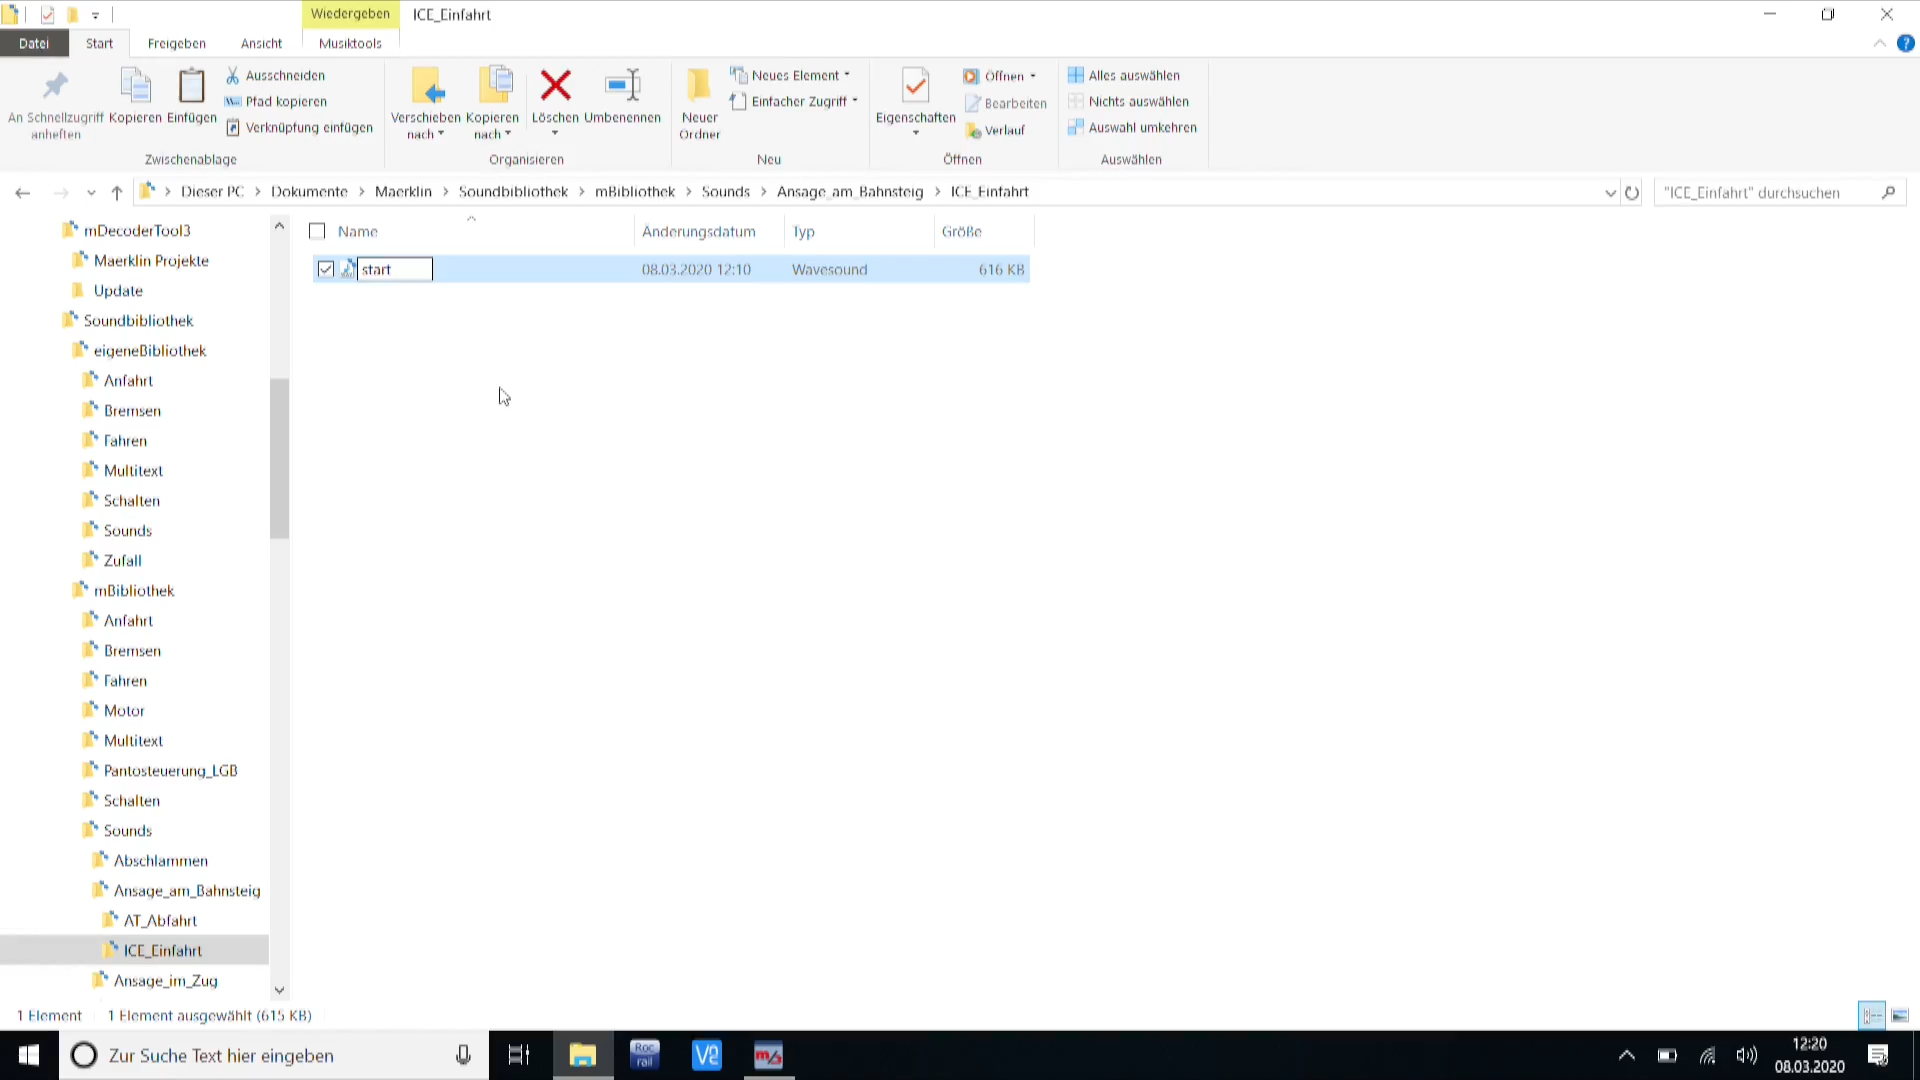 Wiedergeben
ICE_Einfahrt
Datei
Start
Freigeben
Ansicht
Musiktools
An Schnellzugriff
anheften
Kopieren
Einfügen
Ausschneiden
Pfad kopieren
Verknüpfung einfügen
Zwischenablage
Verschieben
nach
Kopieren
nach
Löschen
Umbenennen
Organisieren
Neuer
Ordner
Neues Element
Einfacher Zugriff
Neu
Eigenschaften
Öffnen
Bearbeiten
Verlauf
Öffnen
Alles auswählen
Nichts auswählen
Auswahl umkehren
Auswählen
Dieser PC > Dokumente > Maerklin > Soundbibliothek > mBibliothek > Sounds > Ansage_am_Bahnsteig > ICE_Einfahrt
"ICE_Einfahrt" durchsuchen
mDecoderTool3
Maerklin Projekte
Update
Soundbibliothek
eigeneBibliothek
Anfahrt
Bremsen
Fahren
Multitext
Schalten
Sounds
Zufall
mBibliothek
Anfahrt
Bremsen
Fahren
Motor
Multitext
Pantosteuerung_LGB
Schalten
Sounds
Abschlammen
Ansage_am_Bahnsteig
AT_Abfahrt
ICE_Einfahrt
Ansage_im_Zug
Name
Änderungsdatum
Typ
Größe
start
08.03.2020 12:10
Wavesound
616 KB
1 Element
1 Element ausgewählt (615 KB)
Zur Suche Text hier eingeben
Roc
rail
12:20
08.03.2020